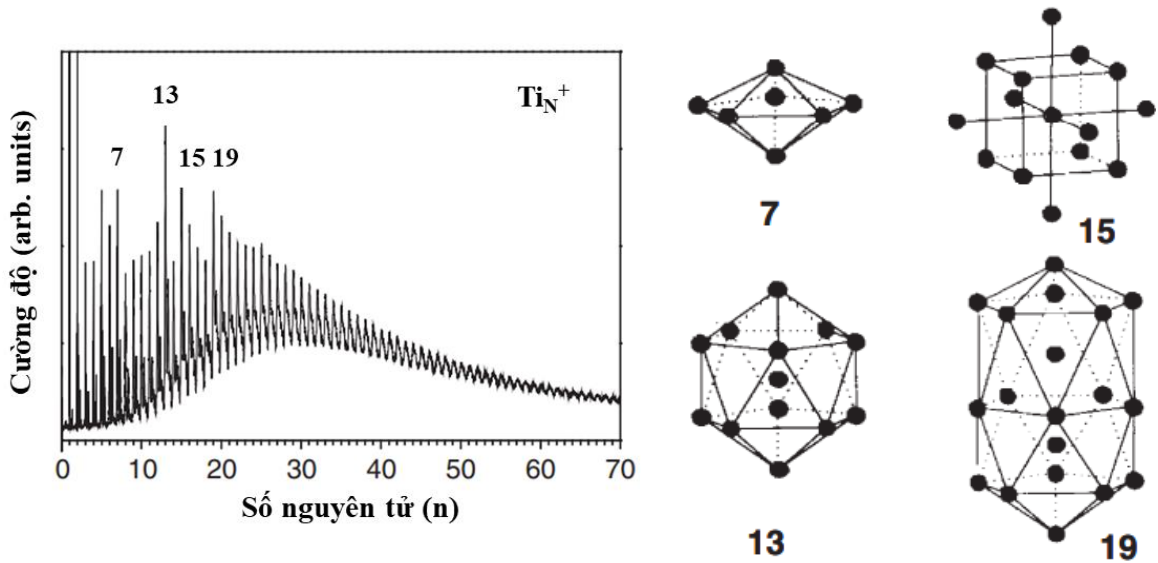 13
Ti_N^+
7
15 19
Cường độ (arb. units)
0 10 20 30 40 50 60 70
Số nguyên tử (n)
7
15
13
19